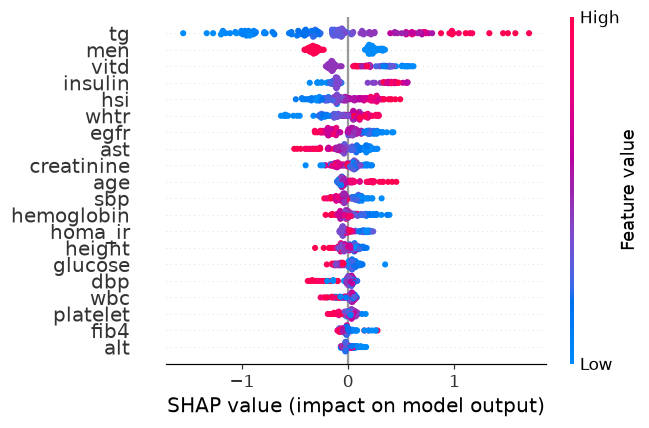 High
tg
men
vitd
insulin
hsi
whtr
egfr
ast
creatinine
age
sbp
hemoglobin
homa_ir
height
glucose
dbp
wbc
platelet
fib4
alt
Low
Feature value
−1 0 1
SHAP value (impact on model output)